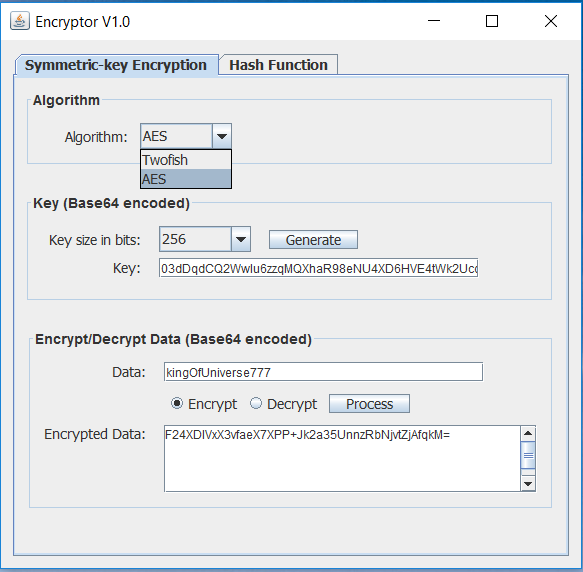 Encryptor V1.0
Symmetric-key Encryption Hash Function
Algorithm
Algorithm: AES
Twofish
AES
Key (Base64 encoded)
Key size in bits: 256 Generate
Key: 03dDqdCQ2Wwlu6zzqMQXhaR98eNU4XD6HVE4tWk2Uc
Encrypt/Decrypt Data (Base64 encoded)
Data: kingOfUniverse777
Encrypt Decrypt Process
Encrypted Data: F24XDIVxX3vfaeX7XPP+Jk2a35UnnzRbNjvtZjAfqkM=